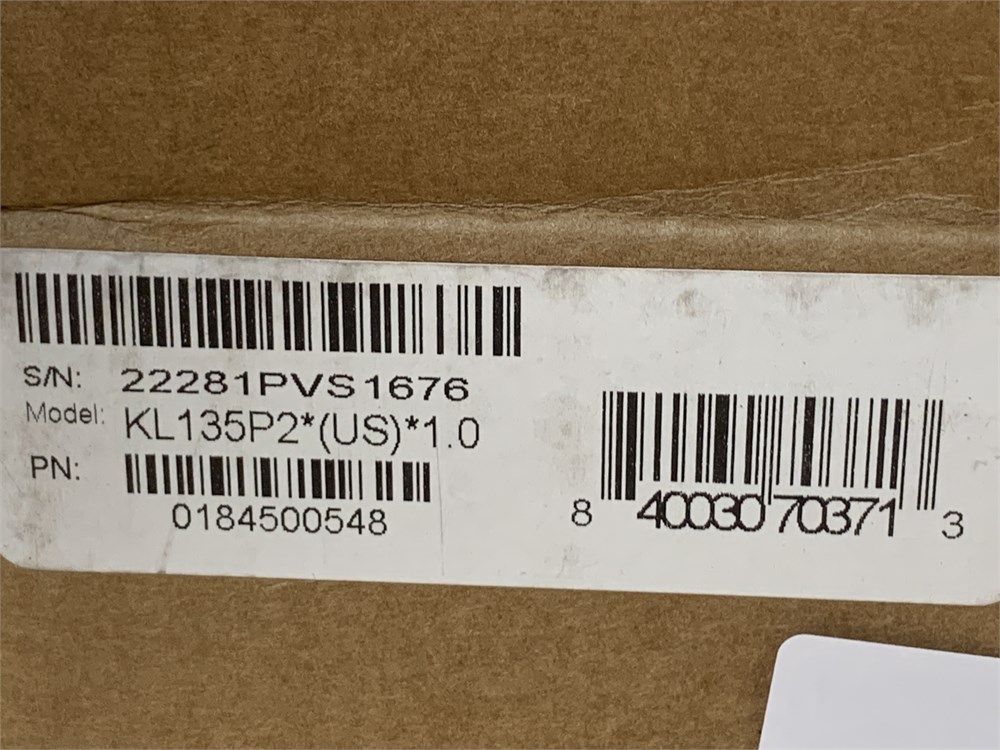 S/N: 22281PVS1676
Model: KL135P2*(US)*1.0
PN:
0184500548
8 40030 70371 3